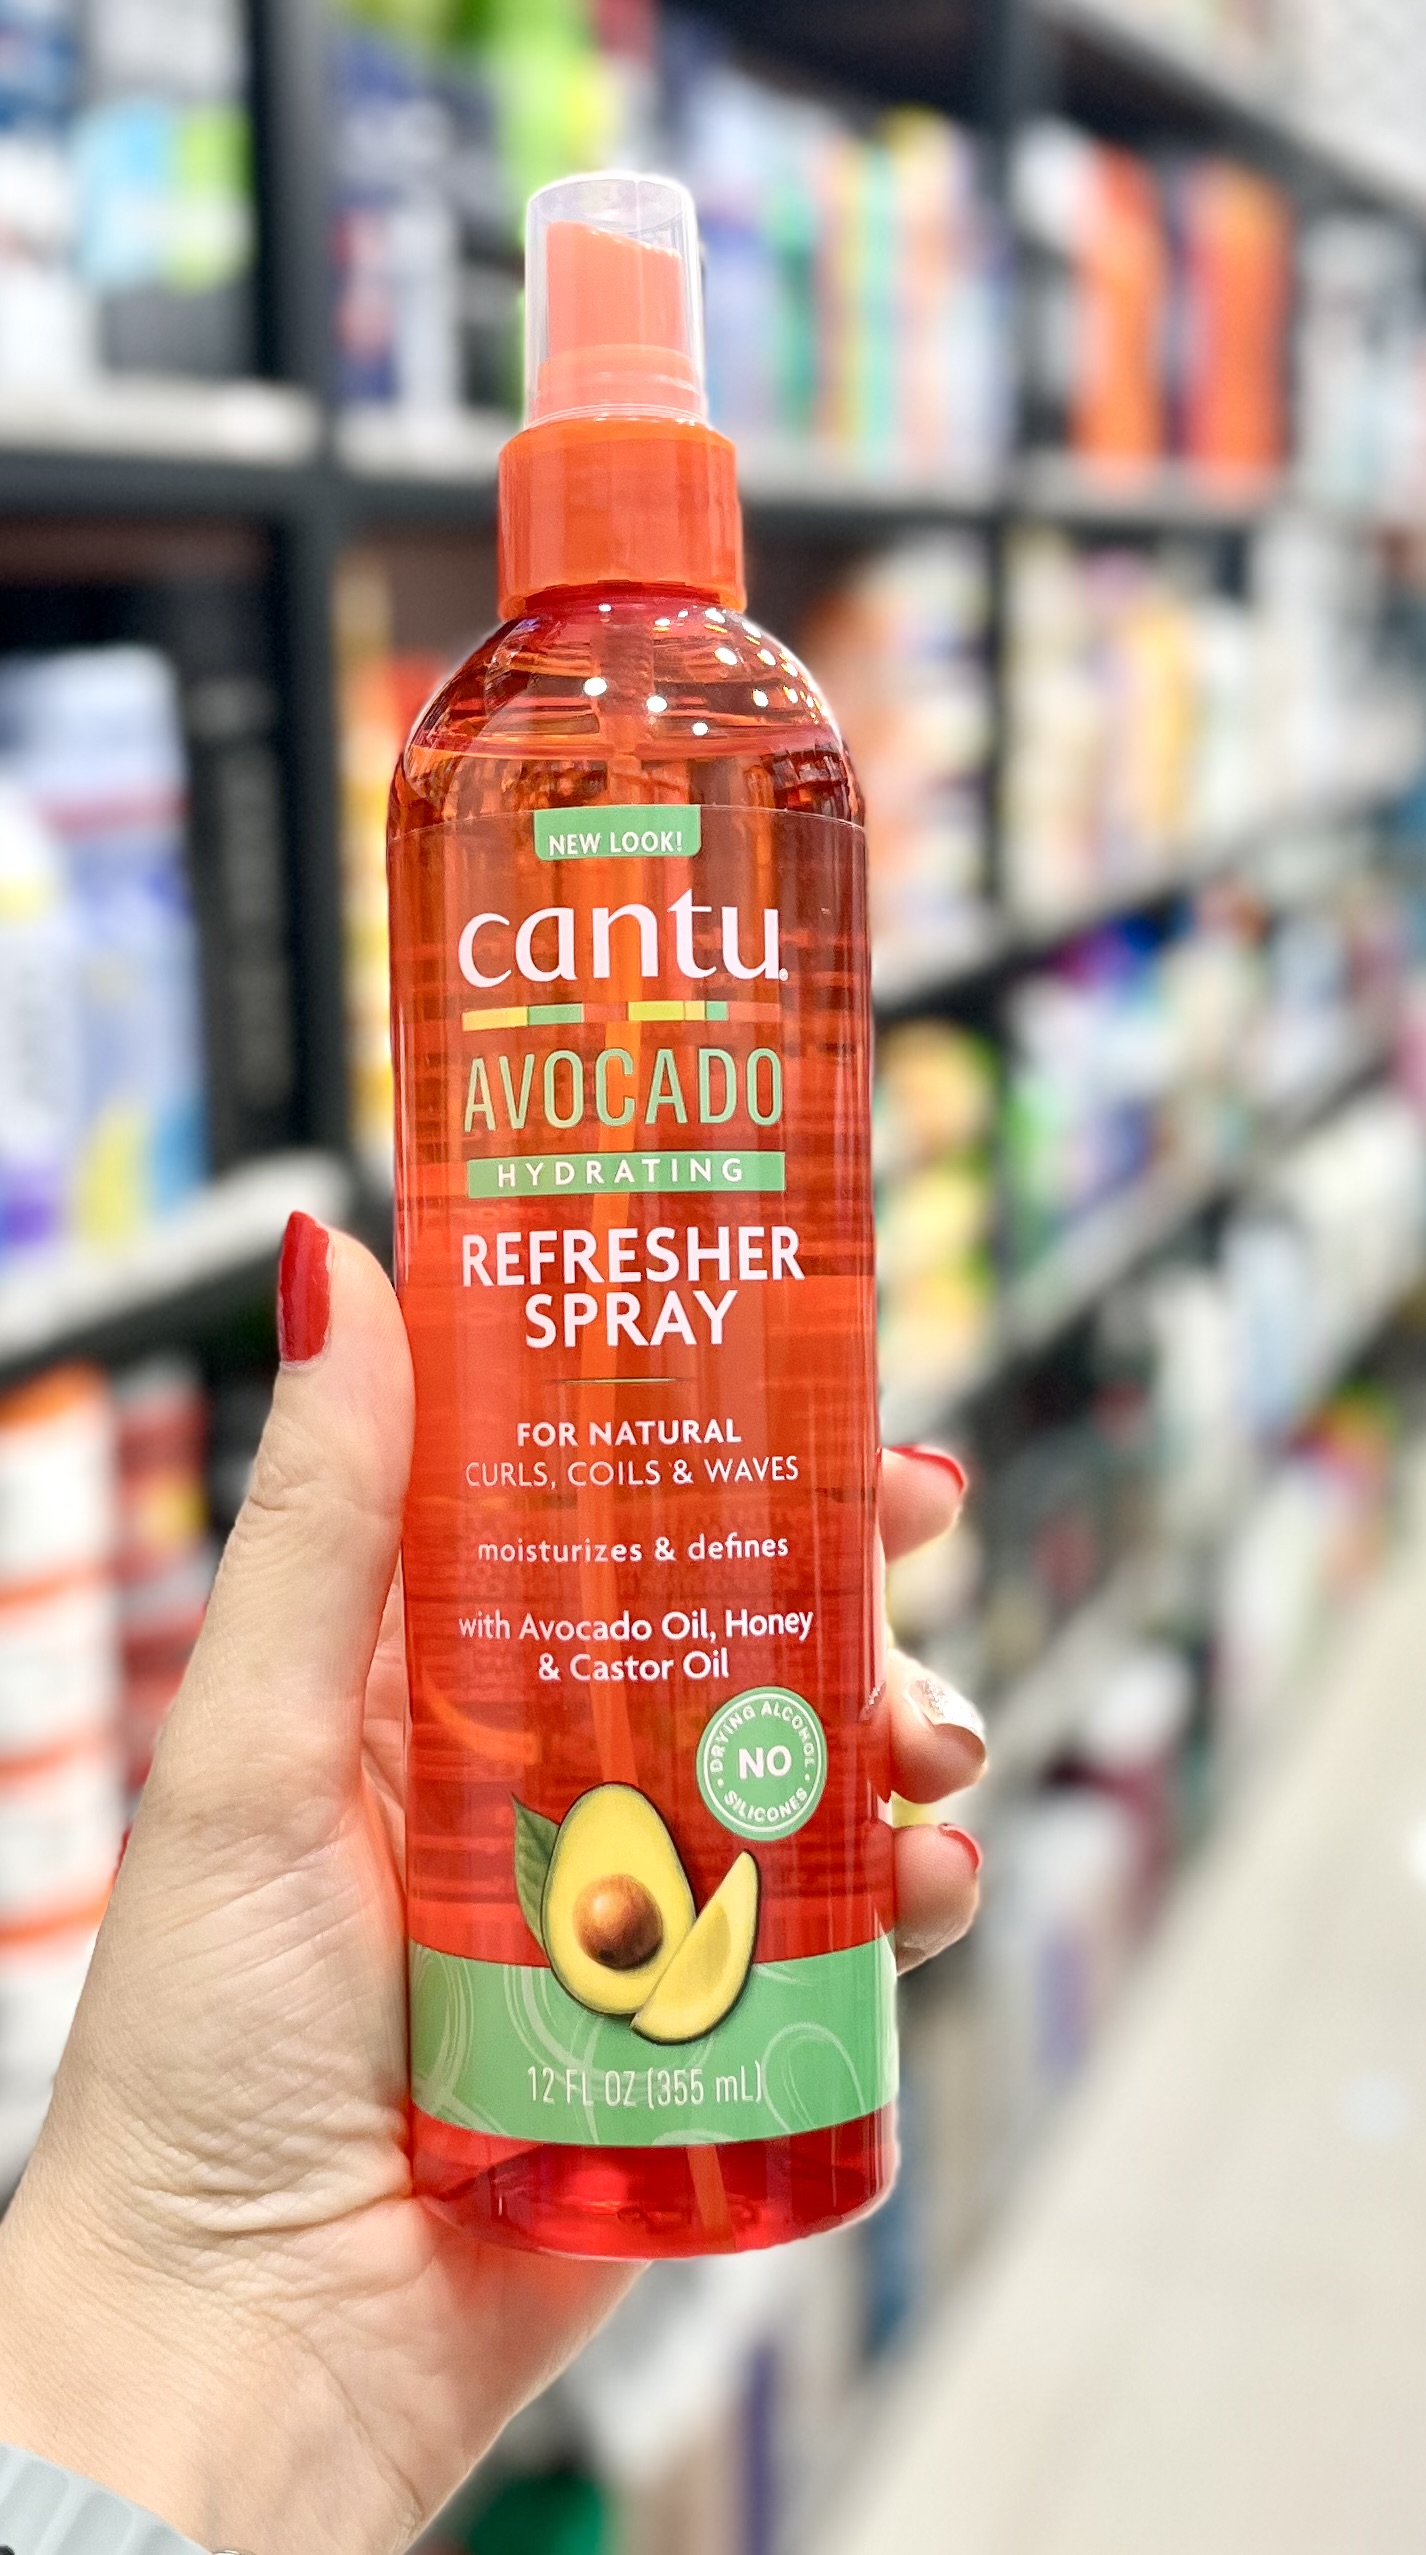 NEW LOOK!
cantu®
AVOCADO
HYDRATING
REFRESHER
SPRAY
FOR NATURAL
CURLS, COILS & WAVES
moisturizes & defines
with Avocado Oil, Honey
& Castor Oil
DRYING ALCOHOL
NO
SILICONES
12 FL OZ (355 mL)